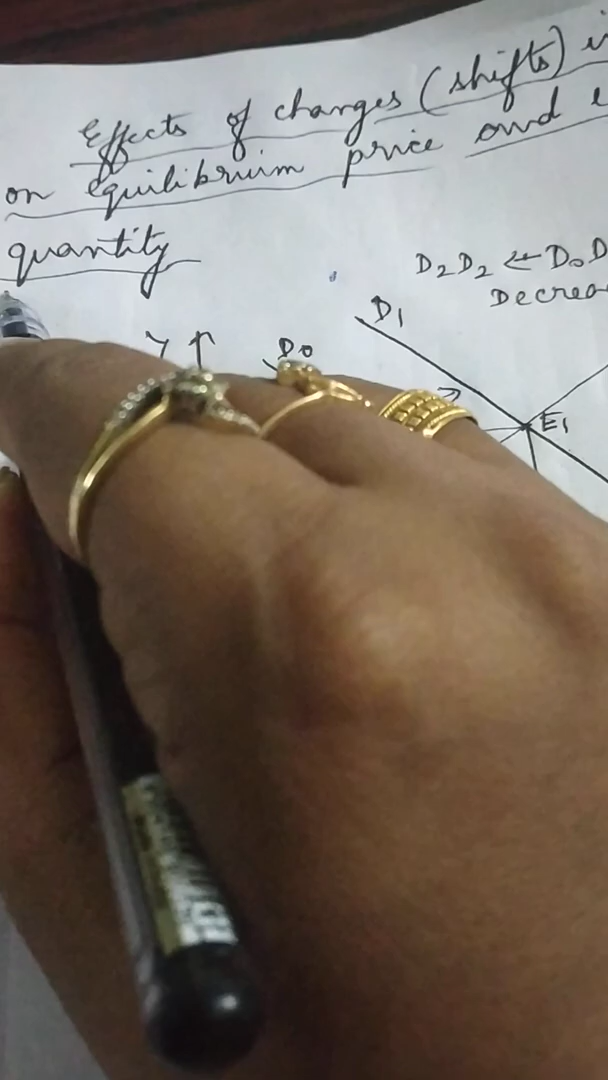 Effects of changes (shifts)
on equilibrium price and
quantity
D2D2 ← D0D
Decrea
D1
Y D0
E1